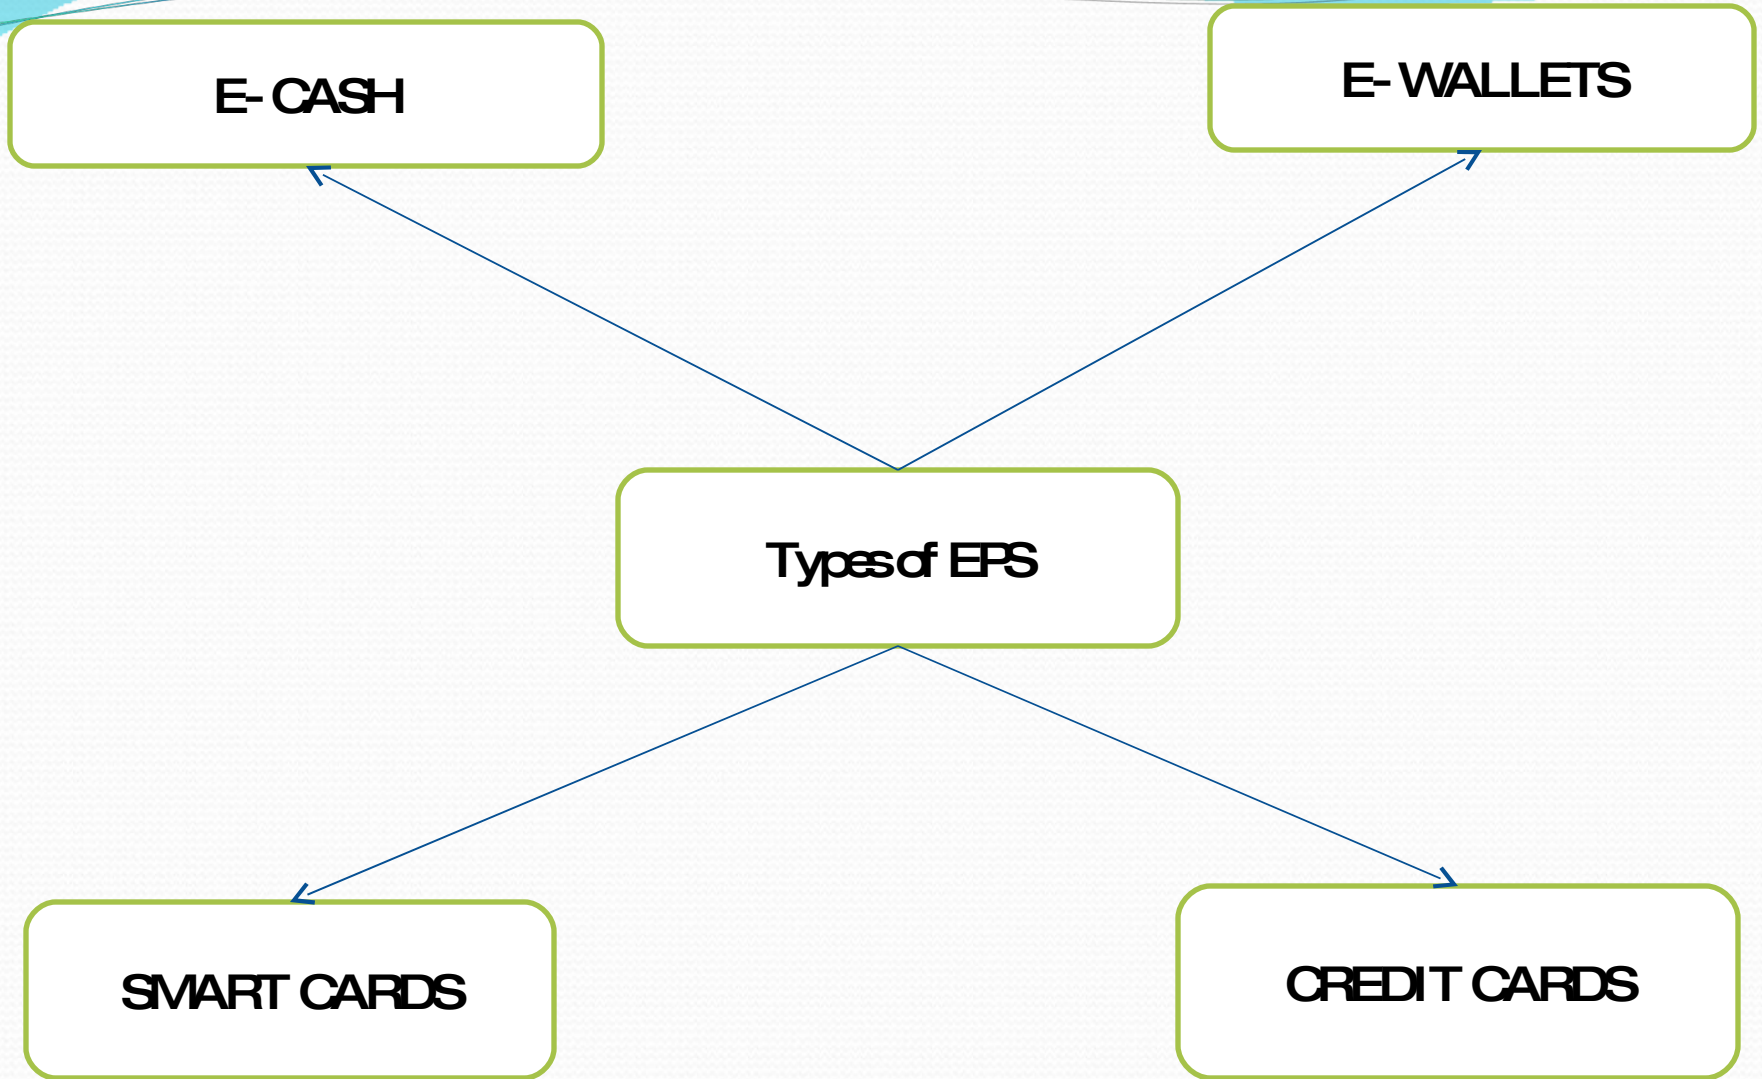 E- CASH
E- WALLETS
Types of EPS
SMART CARDS
CREDIT CARDS